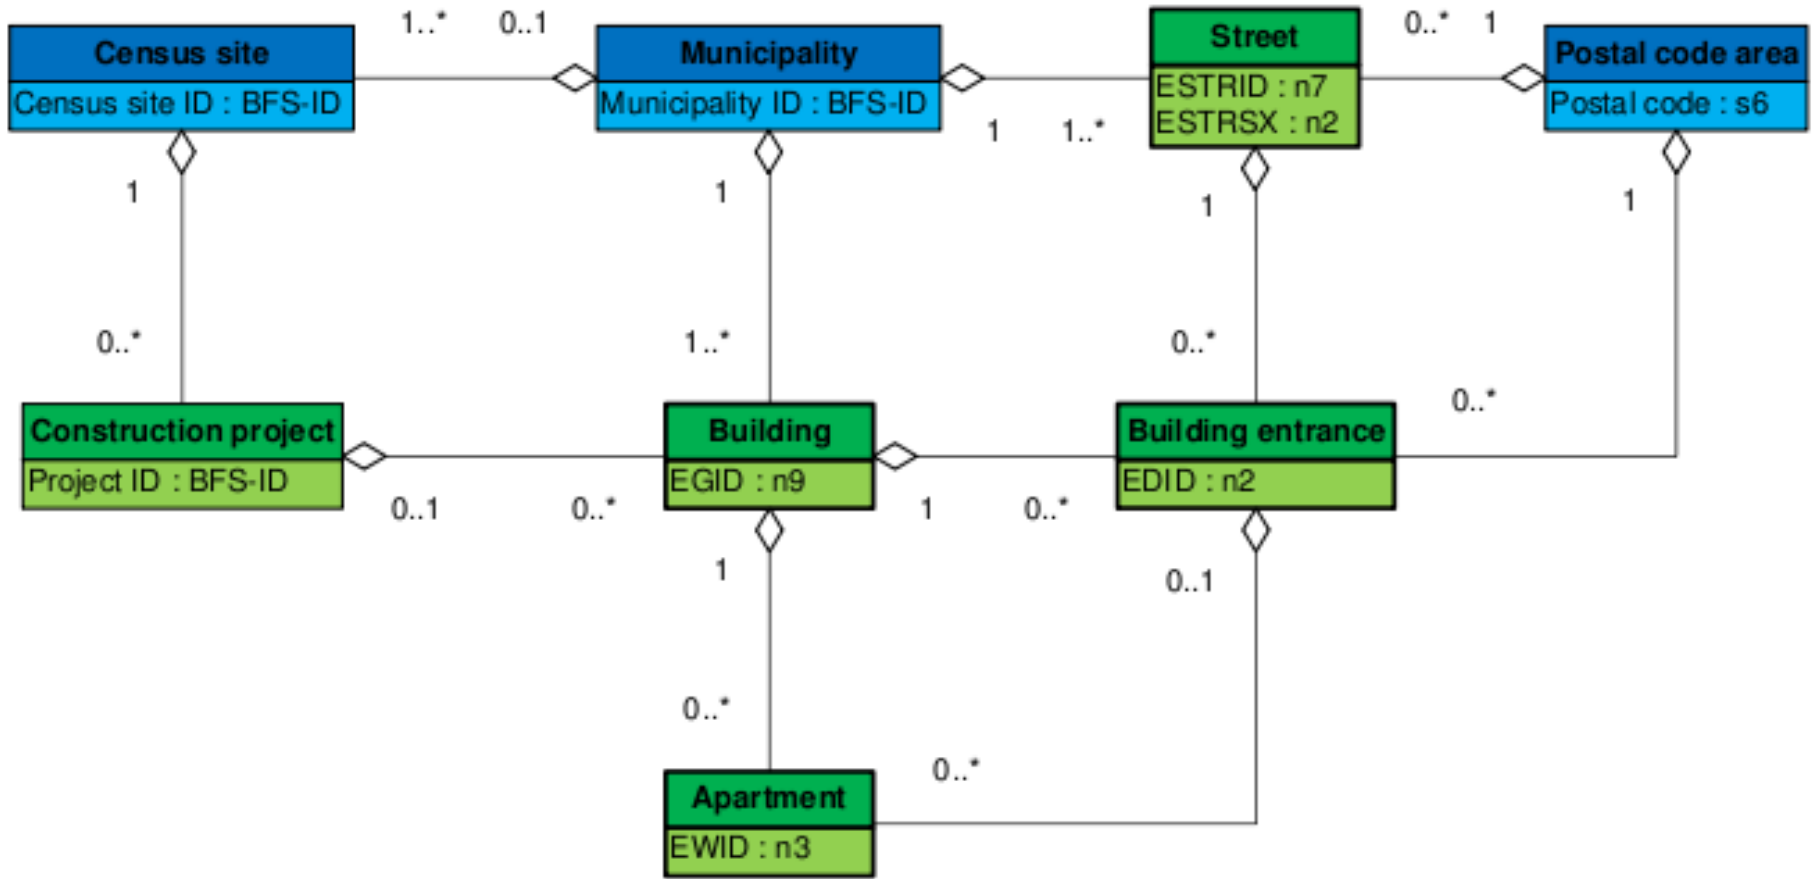 1..* 0..1 0..* 1
Census site
Municipality
Street
Postal code area
Census site ID : BFS-ID
Municipality ID : BFS-ID
ESTRID : n7
ESTRSX : n2
Postal code : s6
1 1..*
1 1 1 1
0..* 1..* 0..* 0..*
Construction project
Building
Building entrance
Project ID : BFS-ID
EGID : n9
EDID : n2
0..1 0..* 1 0..*
1 0..1
0..*
0..*
Apartment
EWID : n3